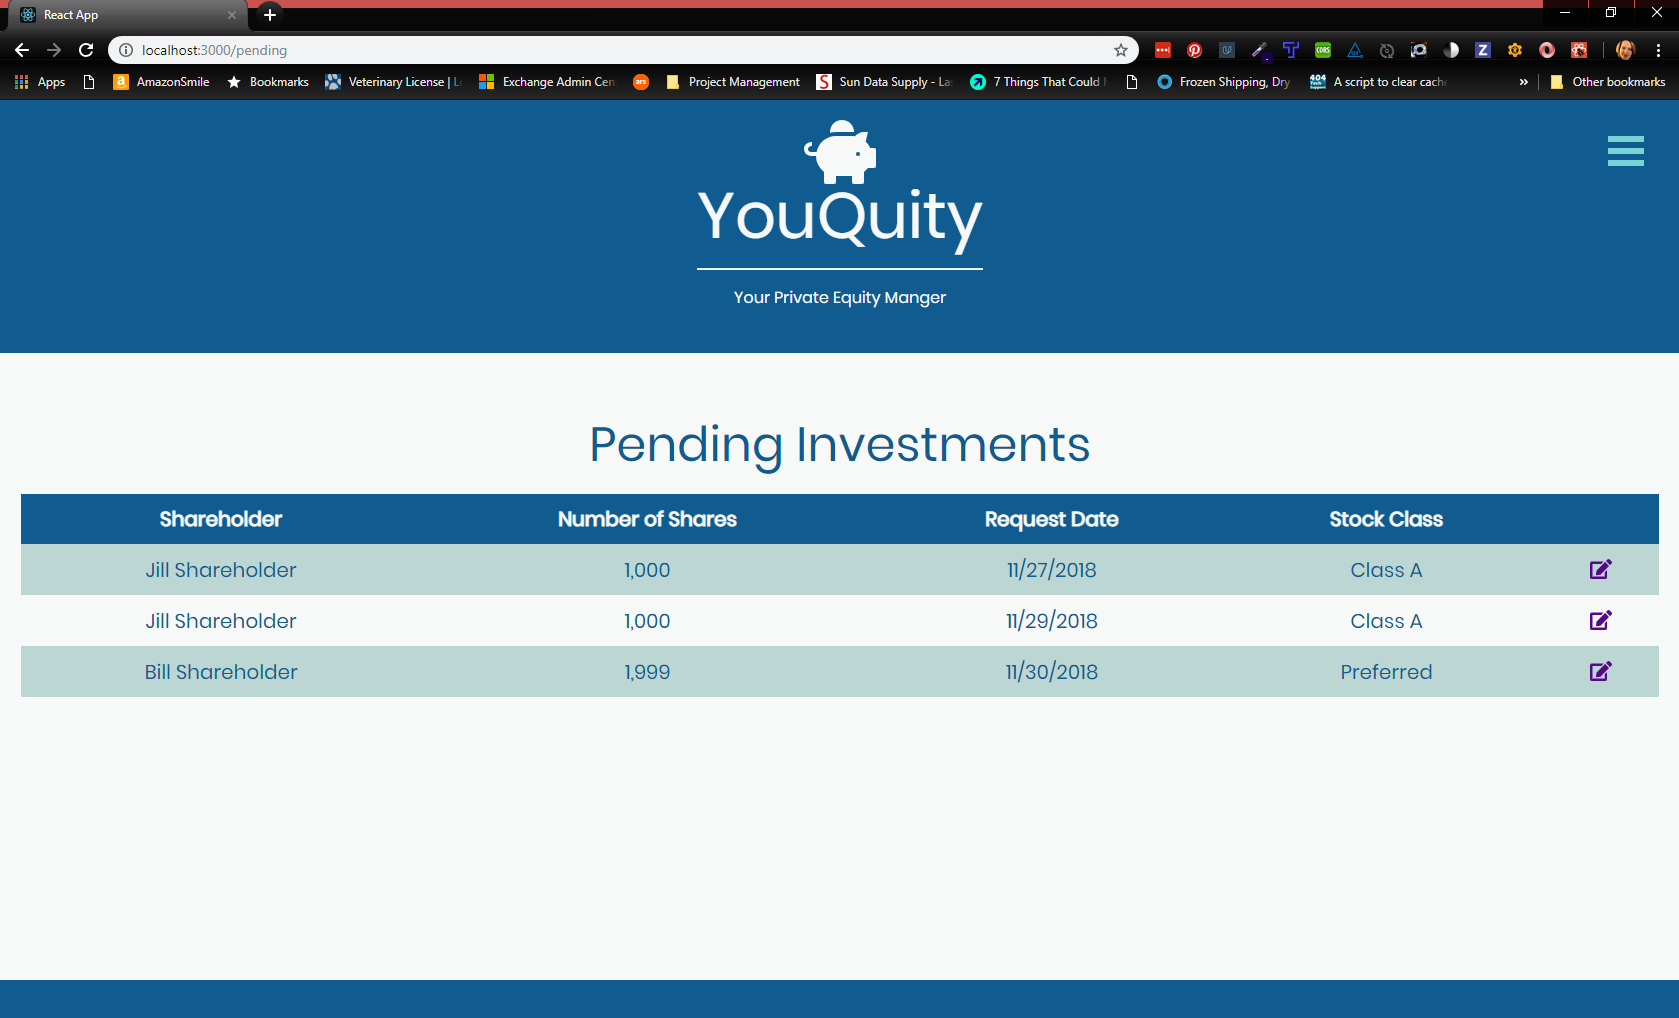 React App
localhost:3000/pending
Apps AmazonSmile Bookmarks Veterinary License | Exchange Admin Cen ars Project Management S Sun Data Supply - La 7 Things That Could Frozen Shipping, Dry 404 A script to clear cache » Other bookmarks
YouQuity
Your Private Equity Manger
Pending Investments
Shareholder Number of Shares Request Date Stock Class
Jill Shareholder 1,000 11/27/2018 Class A
Jill Shareholder 1,000 11/29/2018 Class A
Bill Shareholder 1,999 11/30/2018 Preferred